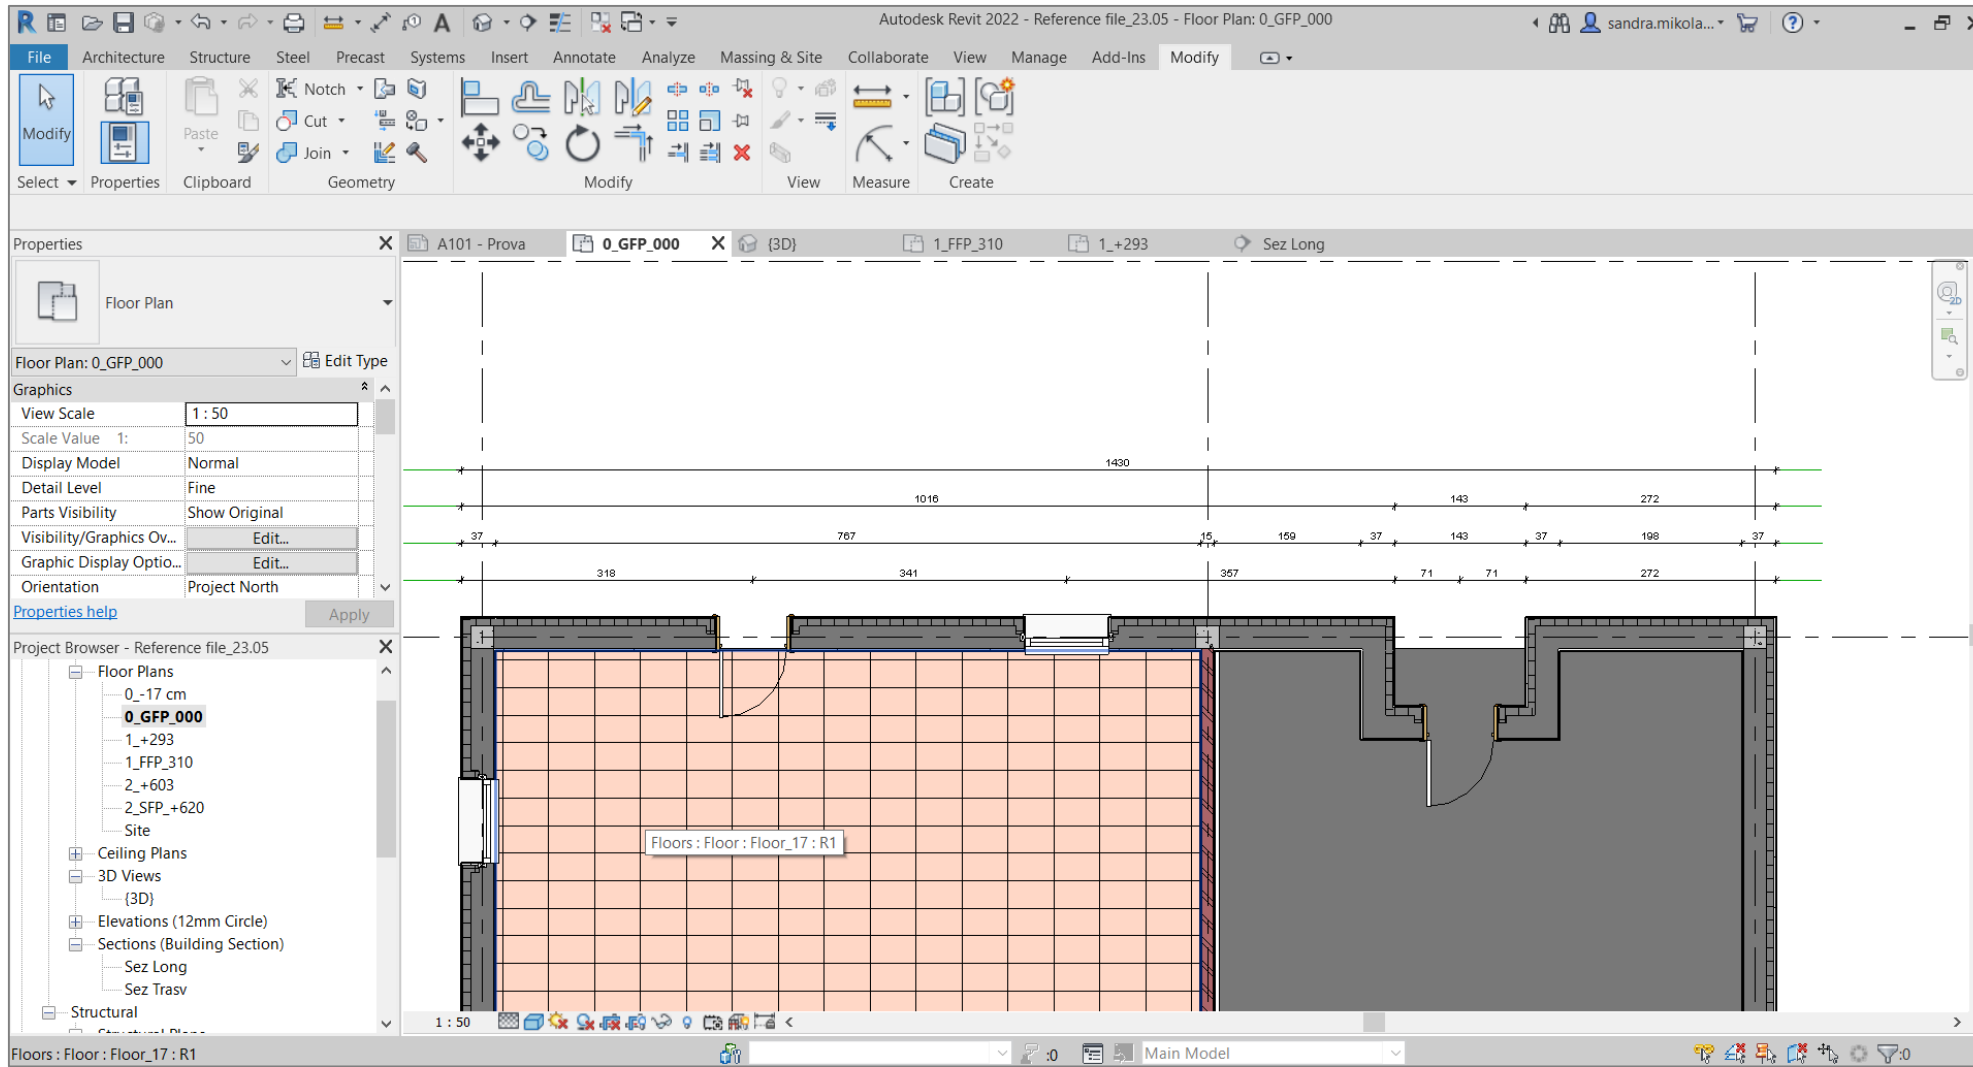 Autodesk Revit 2022 - Reference file_23.05 - Floor Plan: 0_GFP_000
sandra.mikola...
File Architecture Structure Steel Precast Systems Insert Annotate Analyze Massing & Site Collaborate View Manage Add-Ins Modify
Modify
Paste
Notch
Cut
Join
Select Properties Clipboard Geometry Modify View Measure Create
Properties
A101 - Prova 0_GFP_000 {3D} 1_FFP_310 1_+293 Sez Long
Floor Plan
Floor Plan: 0_GFP_000 Edit Type
Graphics
View Scale 1 : 50
Scale Value 1: 50
Display Model Normal
Detail Level Fine
Parts Visibility Show Original
Visibility/Graphics Ov... Edit...
Graphic Display Optio... Edit...
Orientation Project North
Properties help Apply
Project Browser - Reference file_23.05
Floor Plans
0_-17 cm
0_GFP_000
1_+293
1_FFP_310
2_+603
2_SFP_+620
Site
Ceiling Plans
3D Views
{3D}
Elevations (12mm Circle)
Sections (Building Section)
Sez Long
Sez Trasv
Structural
2D
1430
1016 143 272
37 767 15 159 37 143 37 198 37
318 341 357 71 71 272
Floors : Floor : Floor_17 : R1
1 : 50
Floors : Floor : Floor_17 : R1 :0 Main Model :0